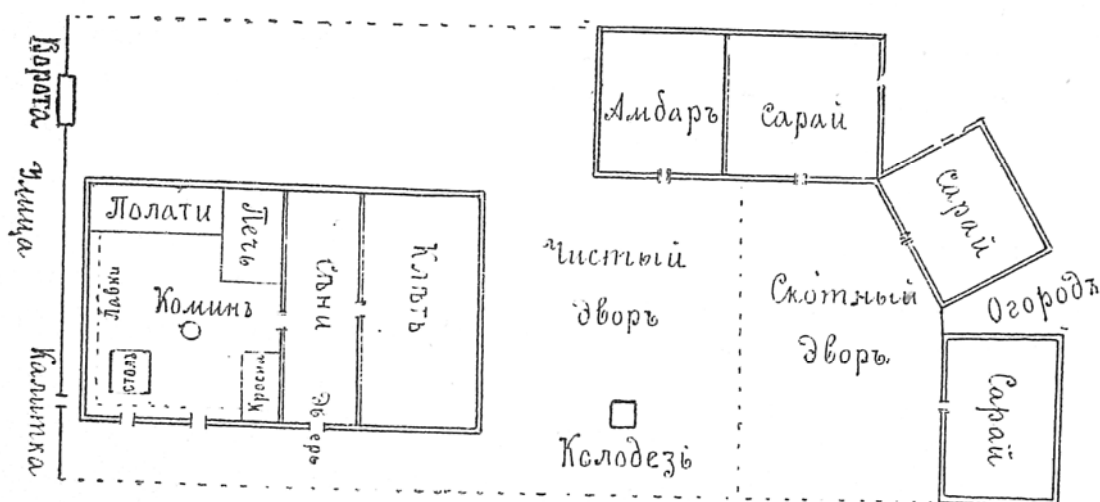 Ворота
Улица
Калитка
Полати
Печь
Лавки
Коминъ
столъ
Кросны
Сѣни
Дверь
Клѣть
Амбаръ
Сарай
Сарай
Чистый
Дворъ
Скотный
Дворъ.
Огородъ
Колодезь
Сарай